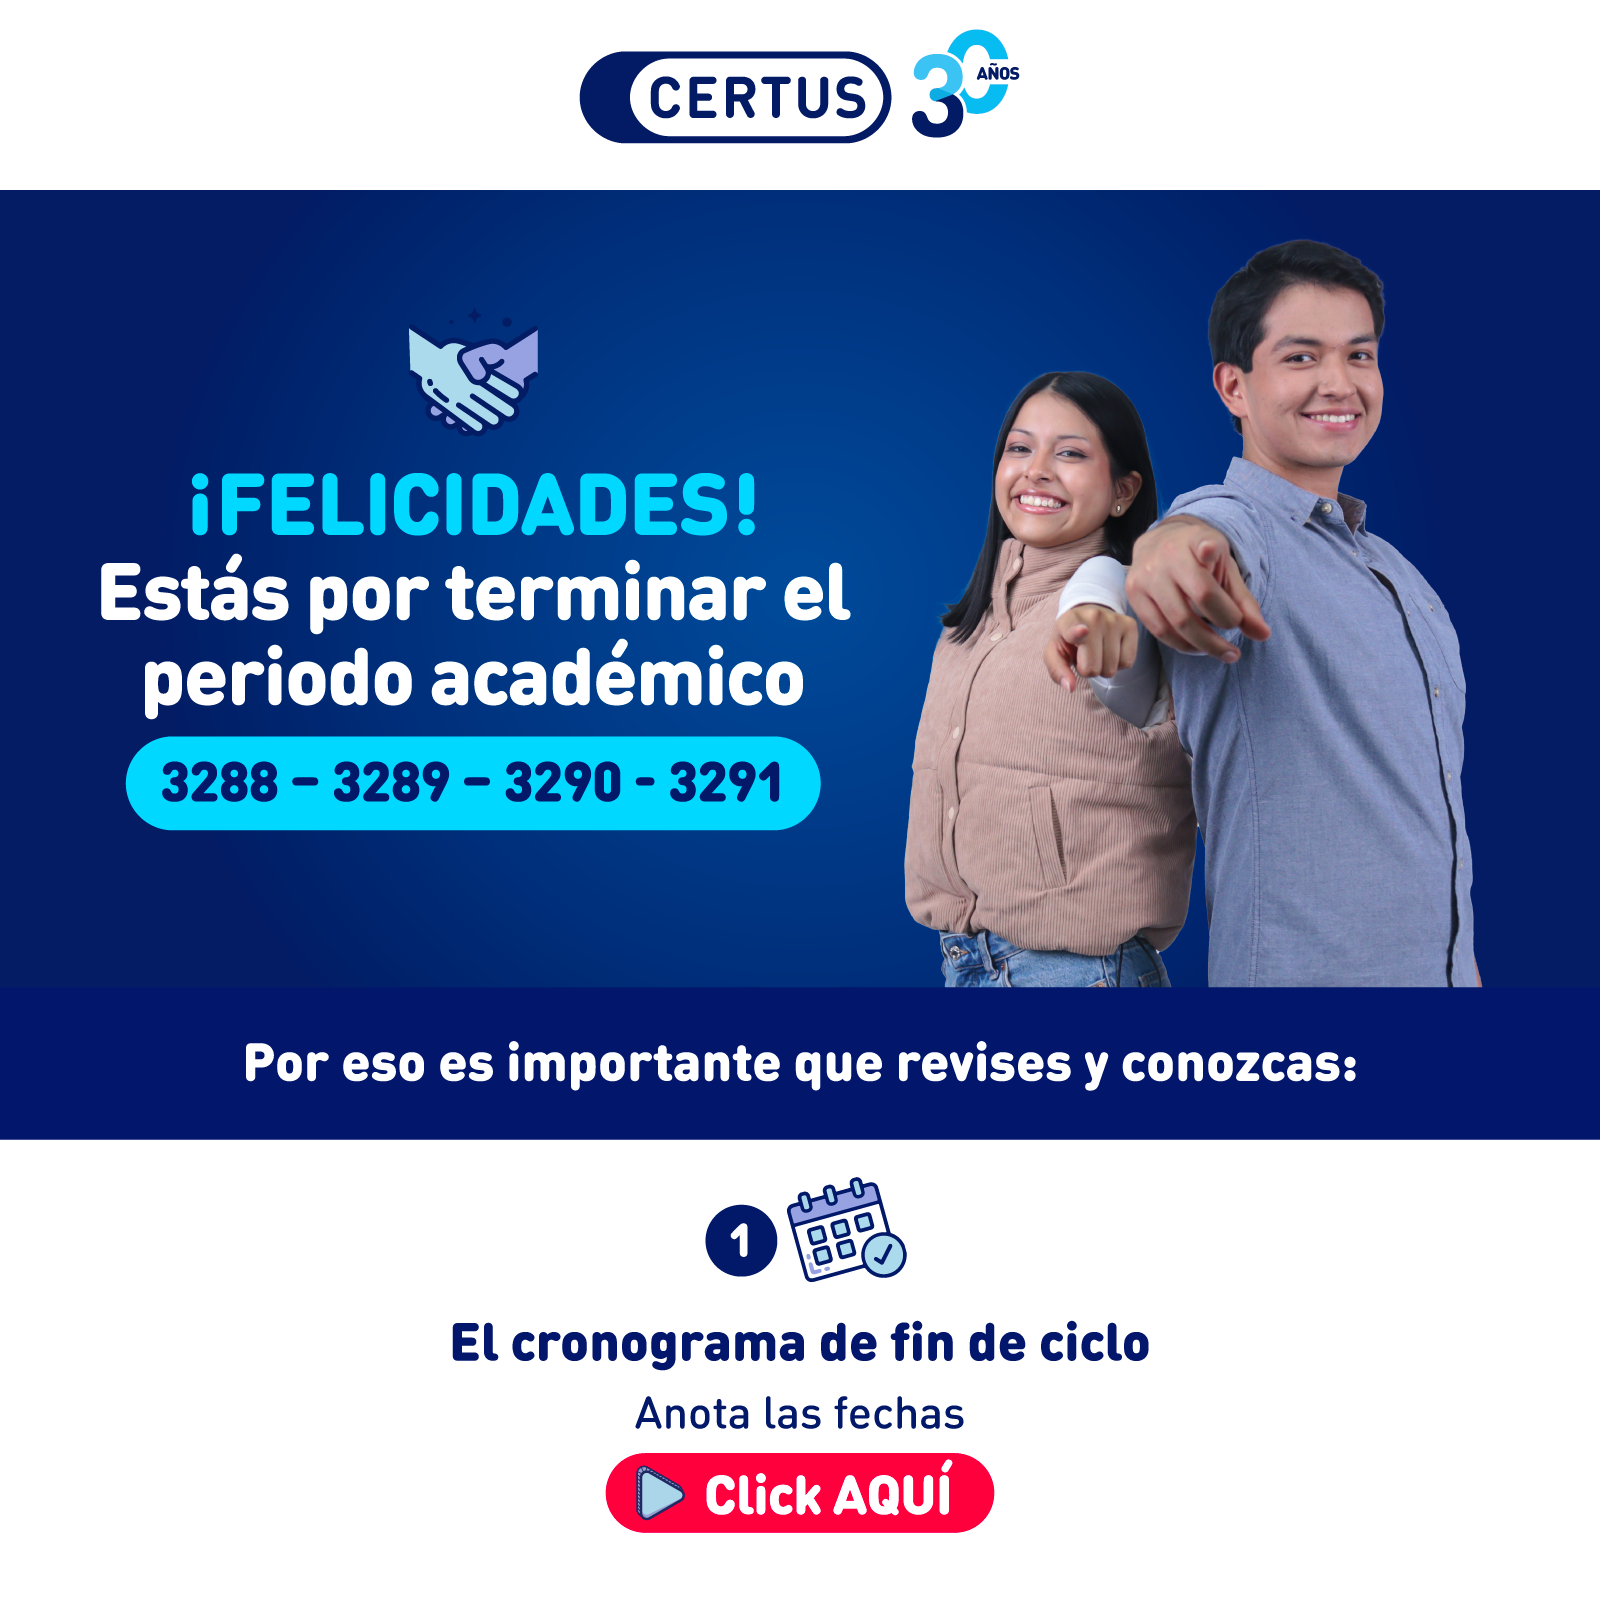 CERTUS
30 AÑOS
¡FELICIDADES!
Estás por terminar el
periodo académico
3288 – 3289 – 3290 - 3291
Por eso es importante que revises y conozcas:
1
El cronograma de fin de ciclo
Anota las fechas
Click AQUÍ